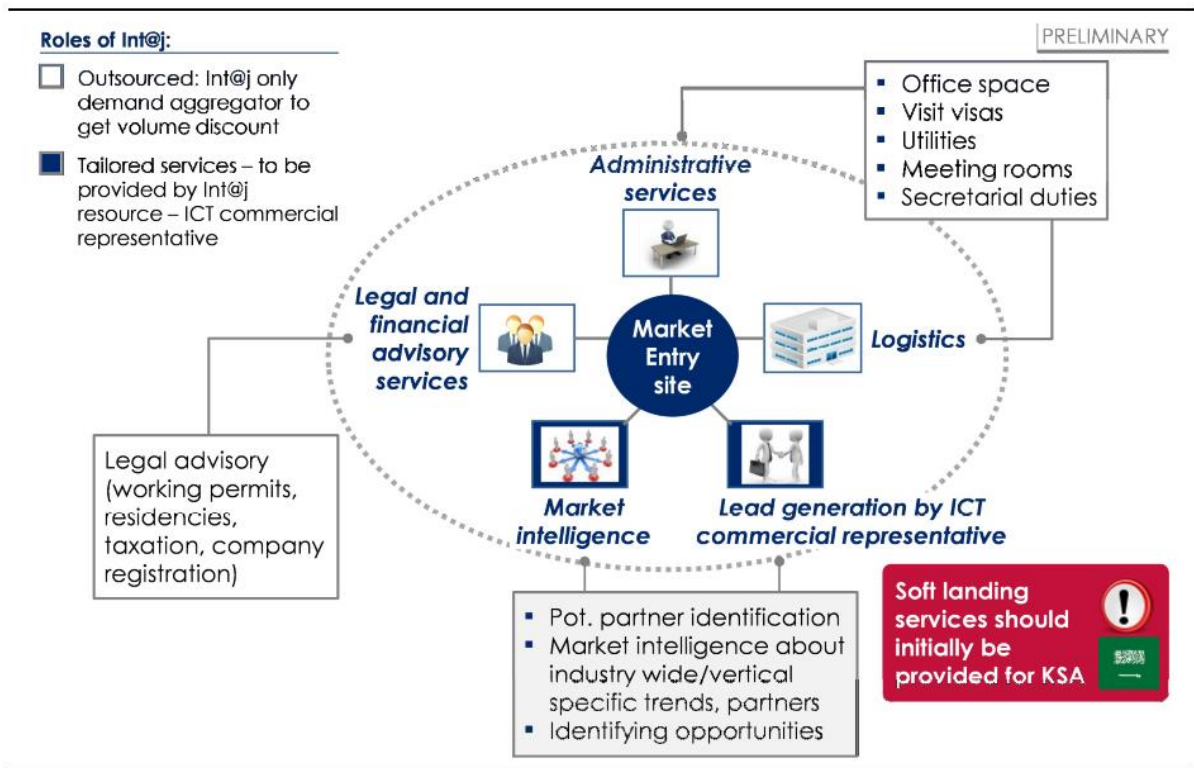 Roles of Int@j:
Outsourced: Int@j only
demand aggregator to
get volume discount
Tailored services – to be
provided by Int@j
resource – ICT commercial
representative
PRELIMINARY
▪ Office space
▪ Visit visas
▪ Utilities
▪ Meeting rooms
▪ Secretarial duties
Administrative
services
Legal and
financial
advisory
services
Market
Entry
site
Logistics
Market
intelligence
Lead generation by ICT
commercial representative
Legal advisory
(working permits,
residencies,
taxation, company
registration)
▪ Pot. partner identification
▪ Market intelligence about
industry wide/vertical
specific trends, partners
▪ Identifying opportunities
Soft landing
services should
initially be
provided for KSA
!